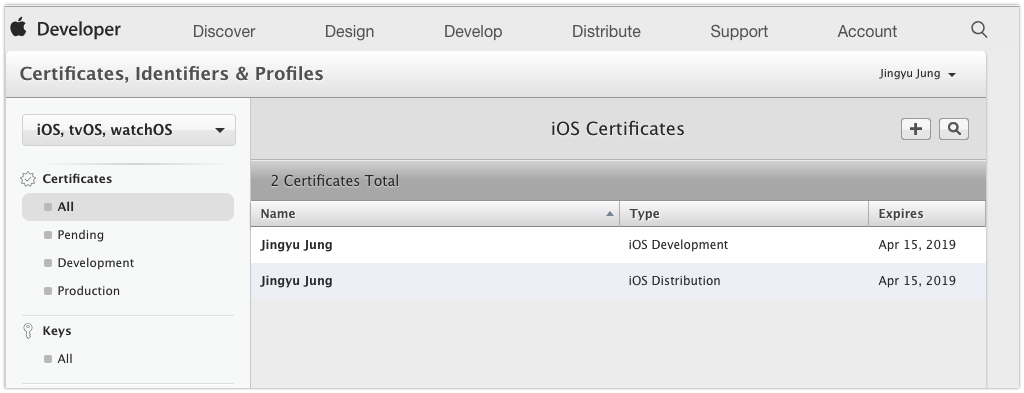 Developer Discover Design Develop Distribute Support Account
Certificates, Identifiers & Profiles Jingyu Jung
iOS, tvOS, watchOS
Certificates
All
Pending
Development
Production
Keys
All
iOS Certificates
2 Certificates Total
Name Type Expires
Jingyu Jung iOS Development Apr 15, 2019
Jingyu Jung iOS Distribution Apr 15, 2019